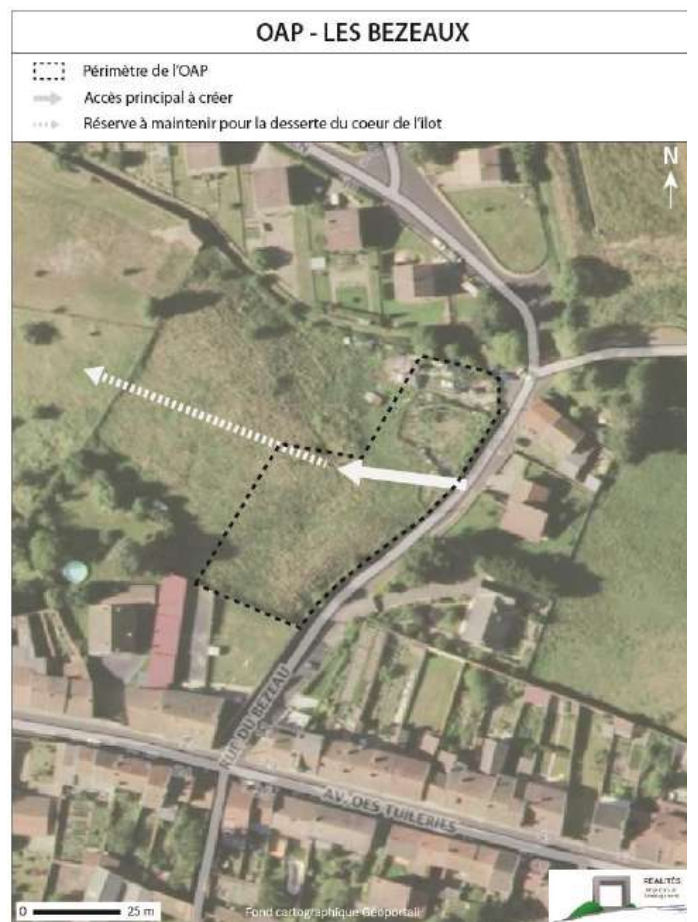 OAP - LES BEZEAUX
Périmètre de l'OAP
Accès principal à créer
Réserve à maintenir pour la desserte du coeur de l'îlot
N
RUE DU BEZEAU
AV. DES TUILERIES
0 25 m
Fond cartographique Géoportail
REALITÉS